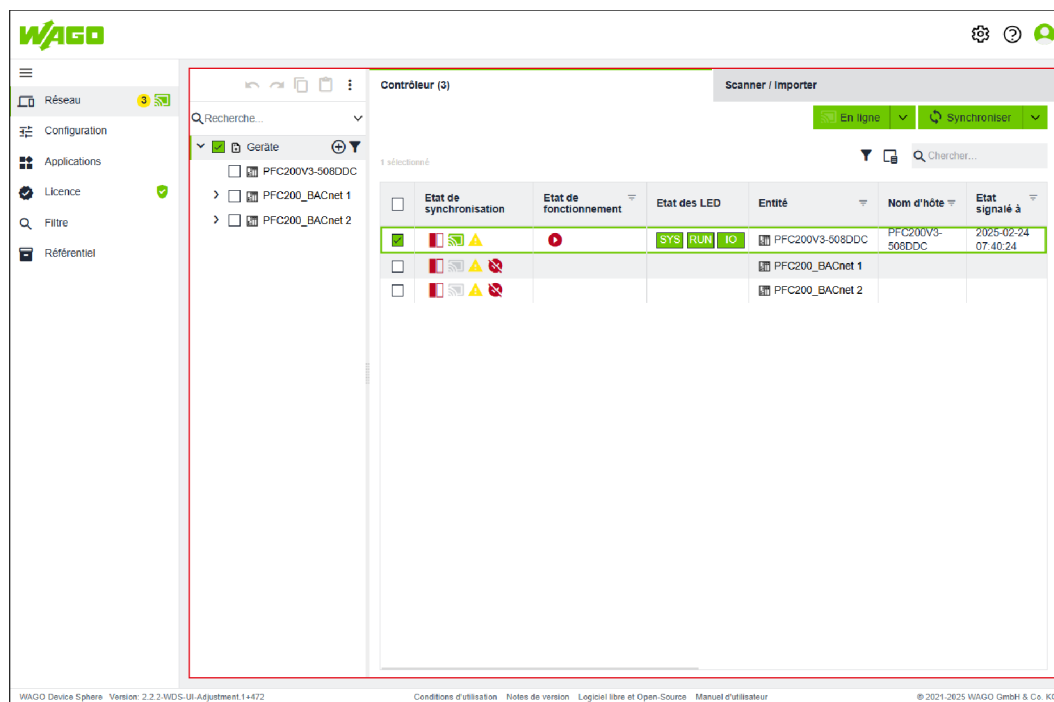 WAGO
Réseau
3
Configuration
Applications
Licence
Filtre
Référentiel
Recherche...
Geräte
PFC200V3-508DDC
PFC200_BACnet 1
PFC200_BACnet 2
Contrôleur (3)
Scanner / Importer
En ligne
Synchroniser
1 sélectionné
Chercher...
Etat de
synchronisation
Etat de
fonctionnement
Etat des LED
Entité
Nom d'hôte
Etat
signalé à
SYS RUN IO
PFC200V3-508DDC
PFC200V3-
508DDC
2025-02-24
07:40:24
PFC200_BACnet 1
PFC200_BACnet 2
WAGO Device Sphere Version: 2.2.2-WDS-UI-Adjustment.1+472
Conditions d'utilisation Notes de version Logiciel libre et Open-Source Manuel d'utilisateur
© 2021-2025 WAGO GmbH & Co. KG